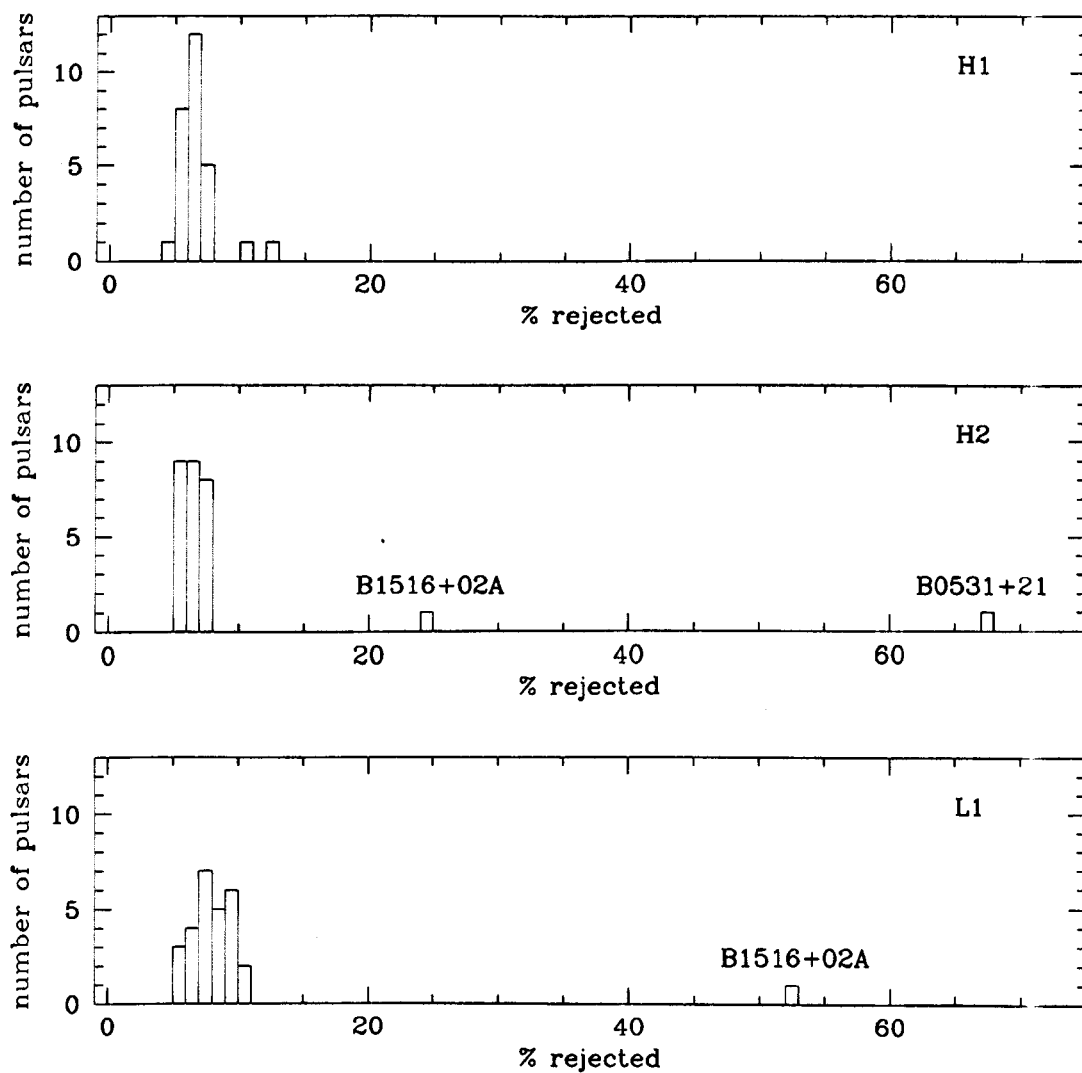 number of pulsars
10
5
0
H1
0 20 40 60
% rejected
number of pulsars
10
5
0
H2
B1516+02A
B0531+21
0 20 40 60
% rejected
number of pulsars
10
5
0
L1
B1516+02A
0 20 40 60
% rejected